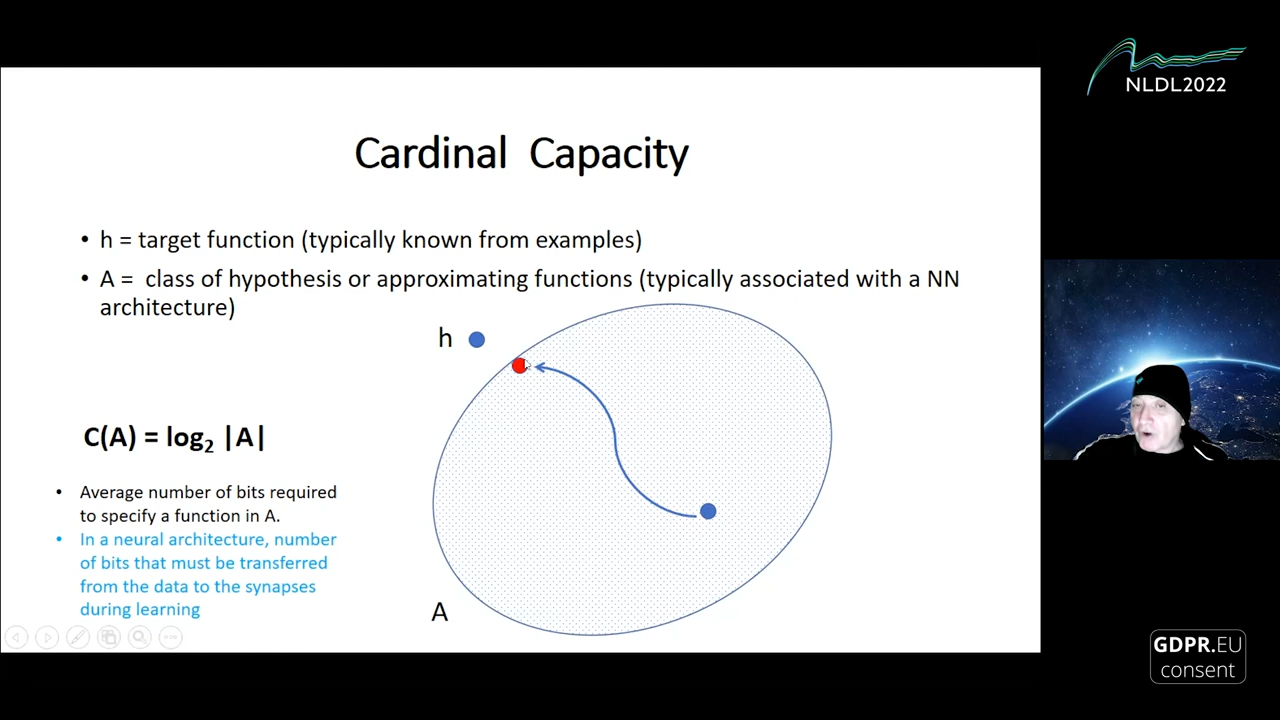 NLDL2022
Cardinal Capacity
• h = target function (typically known from examples)
• A = class of hypothesis or approximating functions (typically associated with a NN
architecture)
h
C(A) = log₂ |A|
• Average number of bits required
to specify a function in A.
• In a neural architecture, number
of bits that must be transferred
from the data to the synapses
during learning
A
GDPR.EU
consent